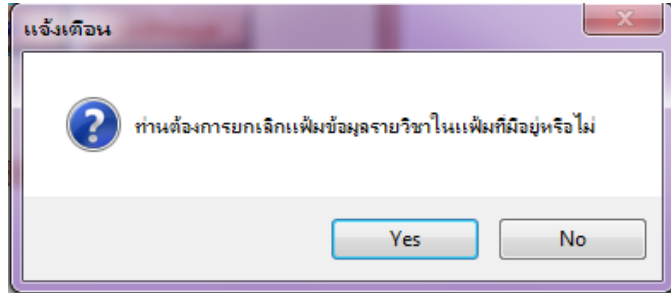 แจ้งเตือน
ท่านต้องการยกเลิกแฟ้มข้อมูลรายวิชาในแฟ้มที่มีอยู่หรือไม่
Yes
No